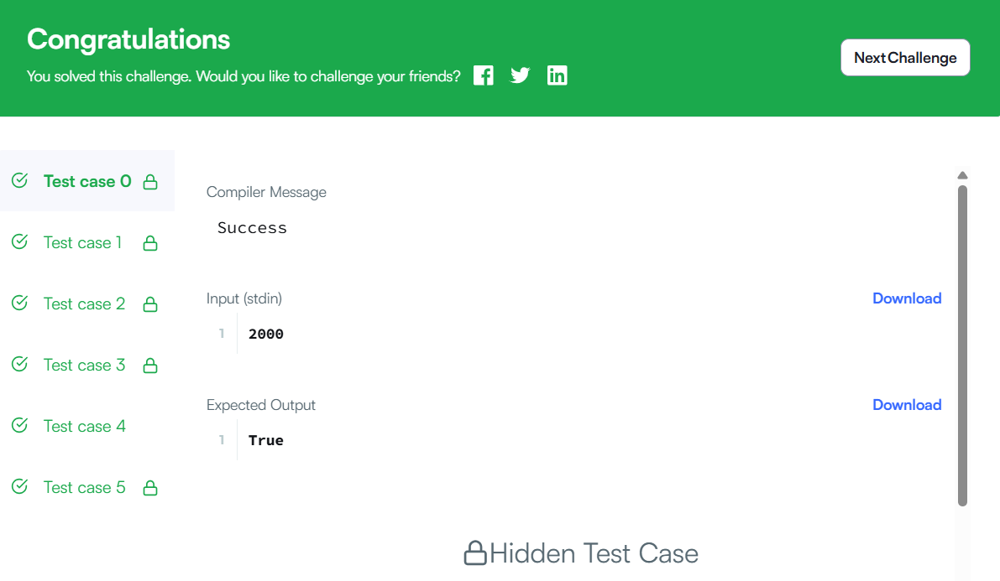 Congratulations
You solved this challenge. Would you like to challenge your friends?
Next Challenge
Test case 0
Test case 1
Test case 2
Test case 3
Test case 4
Test case 5
Compiler Message
Success
Input (stdin)
Download
1 2000
Expected Output
Download
1 True
Hidden Test Case